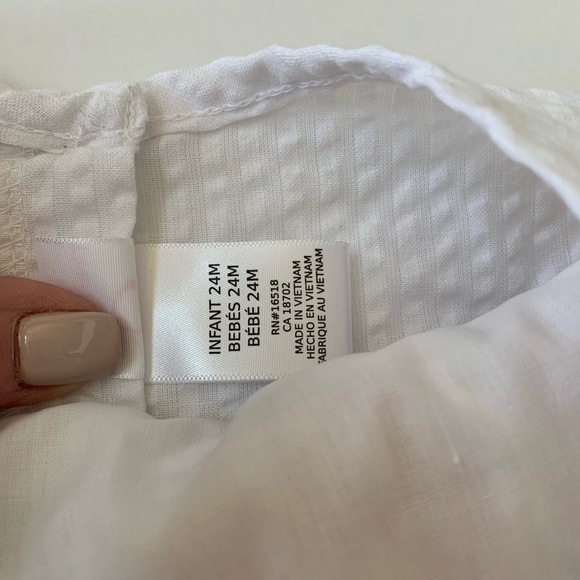 INFANT 24M
BEBÉS 24M
BÉBÉ 24M
RN#16518
CA 18702
MADE IN VIETNAM
HECHO EN VIETNAM
FABRIQUE AU VIETNAM